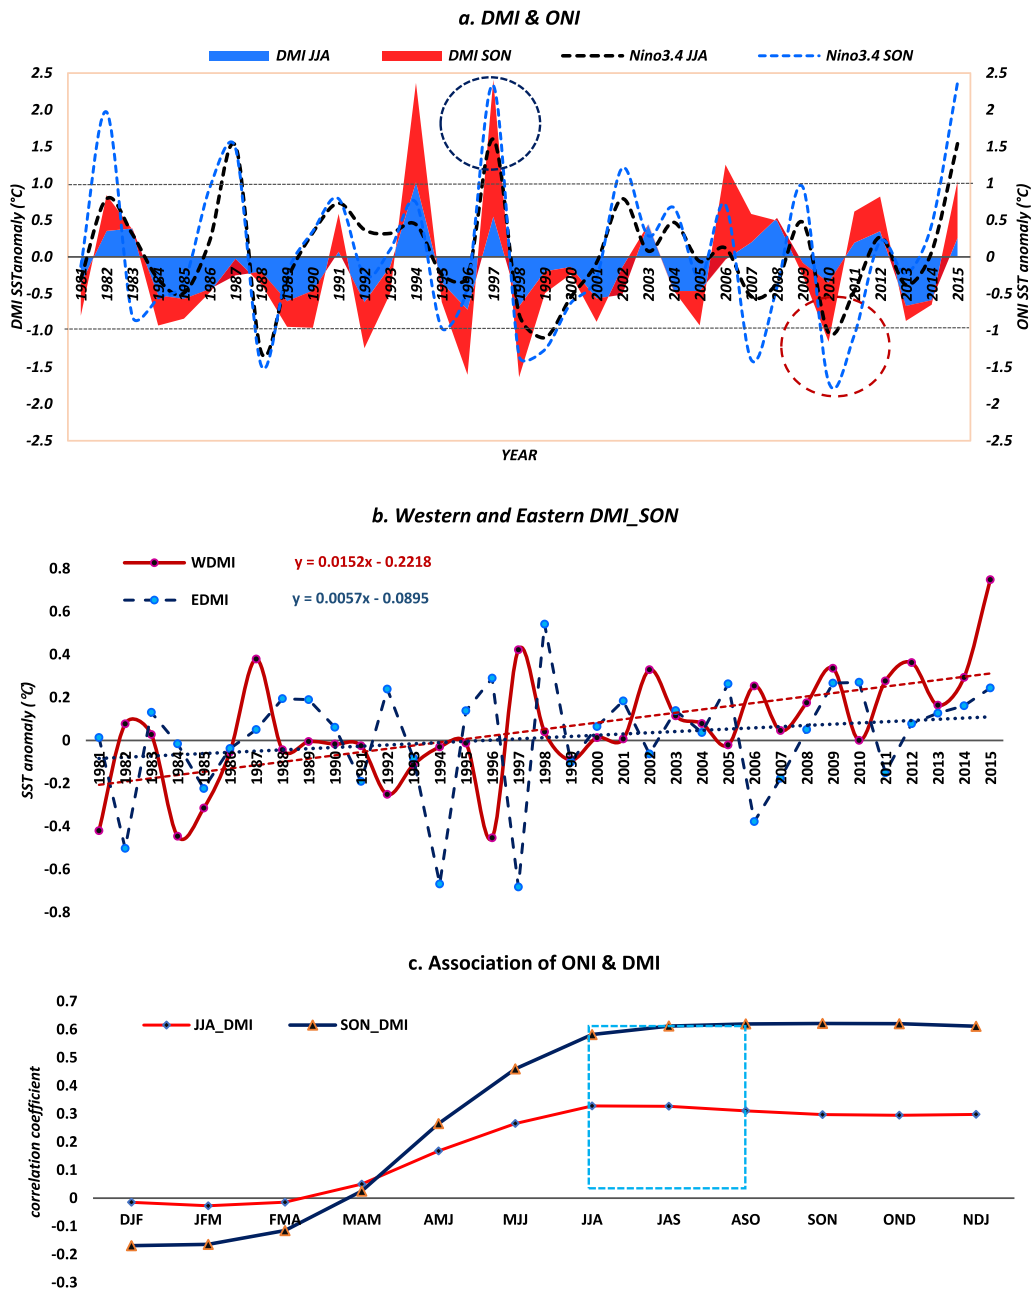 a. DMI & ONI
DMI JJA DMI SON Nino3.4 JJA Nino3.4 SON
2.5 2.5
2.0 2
1.5 1.5
1.0 1
0.5 0.5
0.0 0
-0.5 -0.5
-1.0 -1
-1.5 -1.5
-2.0 -2
-2.5 -2.5
DMI SSTanomaly (°C)
ONI SST anomaly (°C)
1981 1982 1983 1984 1985 1986 1987 1988 1989 1990 1991 1992 1993 1994 1995 1996 1997 1998 1999 2000 2001 2002 2003 2004 2005 2006 2007 2008 2009 2010 2011 2012 2013 2014 2015
YEAR
b. Western and Eastern DMI_SON
WDMI y = 0.0152x - 0.2218
EDMI y = 0.0057x - 0.0895
0.8
0.6
0.4
0.2
0
-0.2
-0.4
-0.6
-0.8
SST anomaly (°C)
1981 1982 1983 1984 1985 1986 1987 1988 1989 1990 1991 1992 1993 1994 1995 1996 1997 1998 1999 2000 2001 2002 2003 2004 2005 2006 2007 2008 2009 2010 2011 2012 2013 2014 2015
c. Association of ONI & DMI
JJA_DMI SON_DMI
0.7
0.6
0.5
0.4
0.3
0.2
0.1
0
-0.1
-0.2
-0.3
correlation coefficient
DJF JFM FMA MAM AMJ MJJ JJA JAS ASO SON OND NDJ